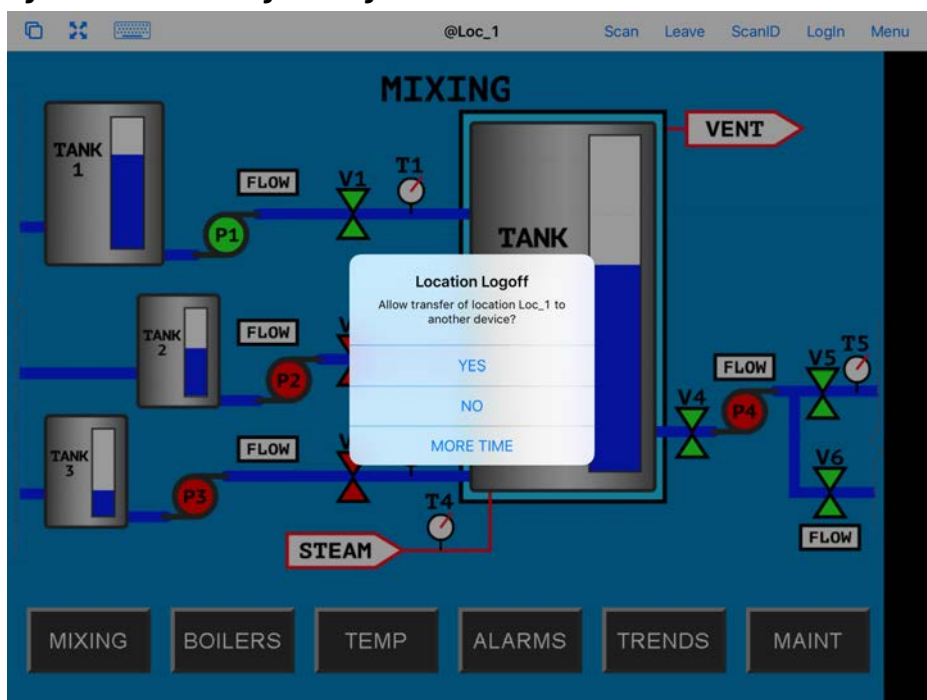 @Loc_1 Scan Leave ScanID LogIn Menu
MIXING
TANK
1
FLOW
V1
T1
VENT
P1
TANK
Location Logoff
Allow transfer of location Loc_1 to
another device?
YES
NO
MORE TIME
TANK
2
FLOW
P2
FLOW
V5
T5
V4
P4
TANK
3
FLOW
P3
V6
T4
FLOW
STEAM
MIXING BOILERS TEMP ALARMS TRENDS MAINT